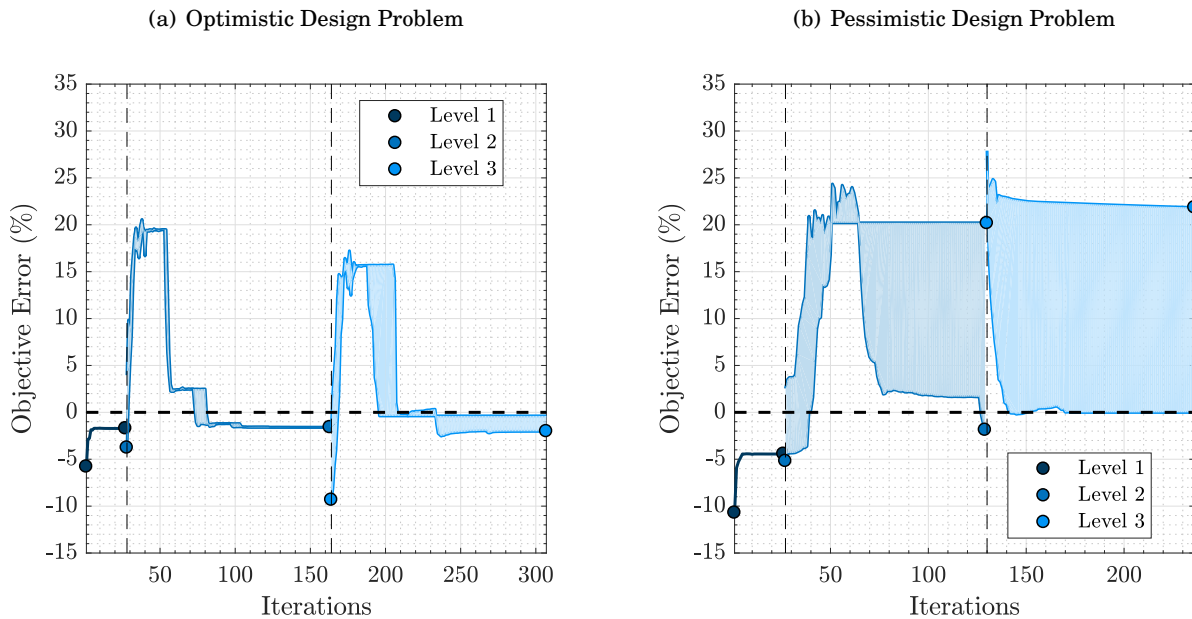 (a) Optimistic Design Problem
35
30
25
20
15
10
5
0
-5
-10
-15
Objective Error (%)
50
100
150
200
250
300
Iterations
Level 1
Level 2
Level 3
(b) Pessimistic Design Problem
35
30
25
20
15
10
5
0
-5
-10
-15
Objective Error (%)
50
100
150
200
Iterations
Level 1
Level 2
Level 3